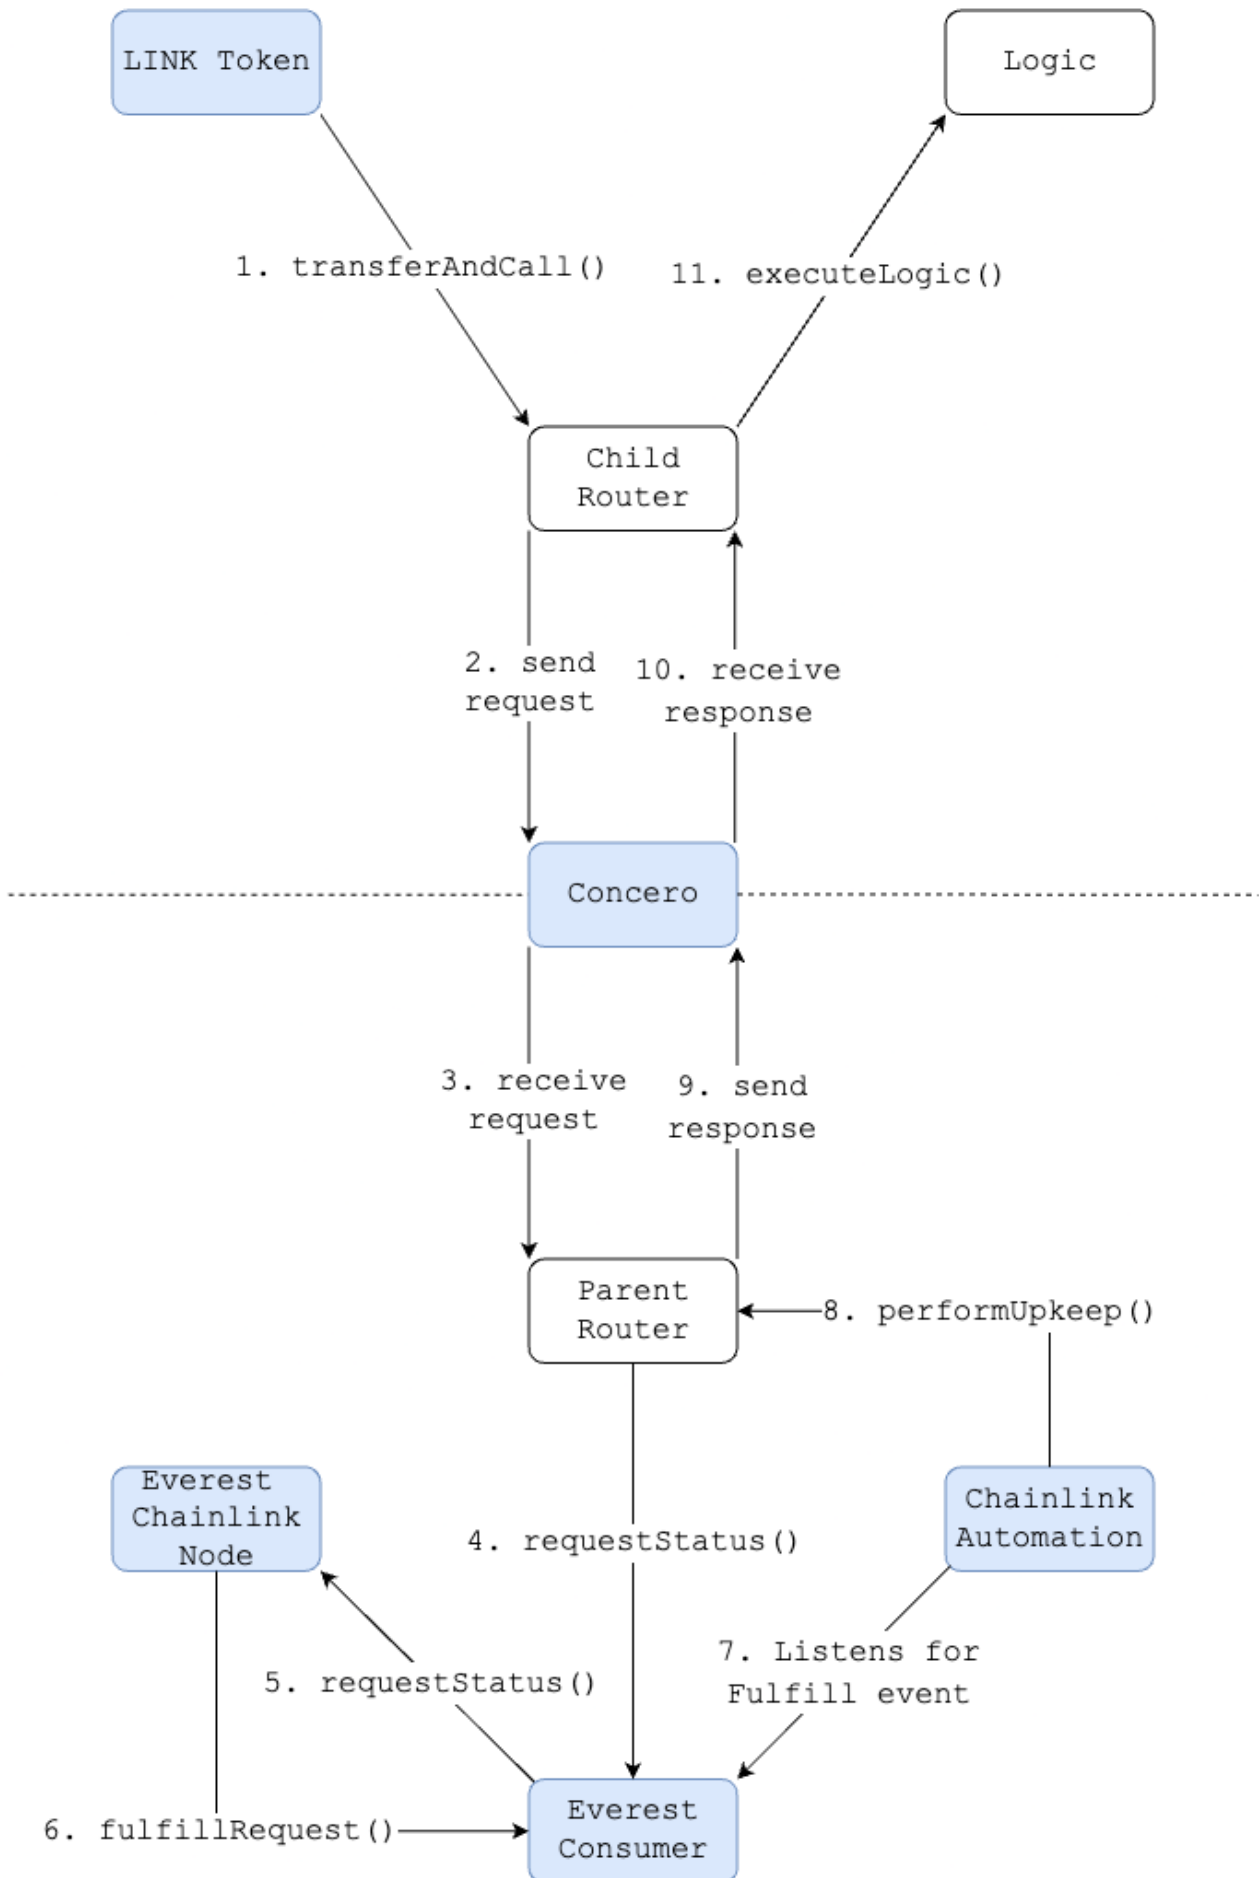 LINK Token
Logic
1. transferAndCall()
11. executeLogic()
Child
Router
2. send
request
10. receive
response
Concero
3. receive
request
9. send
response
Parent
Router
8. performUpkeep()
Everest
Chainlink
Node
4. requestStatus()
Chainlink
Automation
5. requestStatus()
7. Listens for
Fulfill event
6. fulfillRequest()
Everest
Consumer